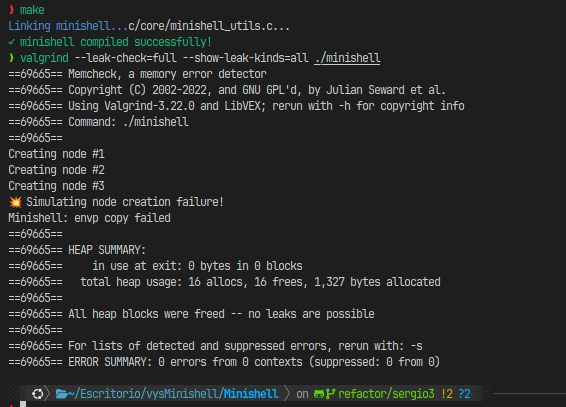 ❯ make
Linking minishell...c/core/minishell_utils.c...
✓ minishell compiled successfully!
❯ valgrind --leak-check=full --show-leak-kinds=all ./minishell
==69665== Memcheck, a memory error detector
==69665== Copyright (C) 2002-2022, and GNU GPL'd, by Julian Seward et al.
==69665== Using Valgrind-3.22.0 and LibVEX; rerun with -h for copyright info
==69665== Command: ./minishell
==69665==
Creating node #1
Creating node #2
Creating node #3
💥 Simulating node creation failure!
Minishell: envp copy failed
==69665==
==69665== HEAP SUMMARY:
==69665==     in use at exit: 0 bytes in 0 blocks
==69665==   total heap usage: 16 allocs, 16 frees, 1,327 bytes allocated
==69665==
==69665== All heap blocks were freed -- no leaks are possible
==69665==
==69665== For lists of detected and suppressed errors, rerun with: -s
==69665== ERROR SUMMARY: 0 errors from 0 contexts (suppressed: 0 from 0)
~/Escritorio/vysMinishell/Minishell on refactor/sergio3 !2 ?2